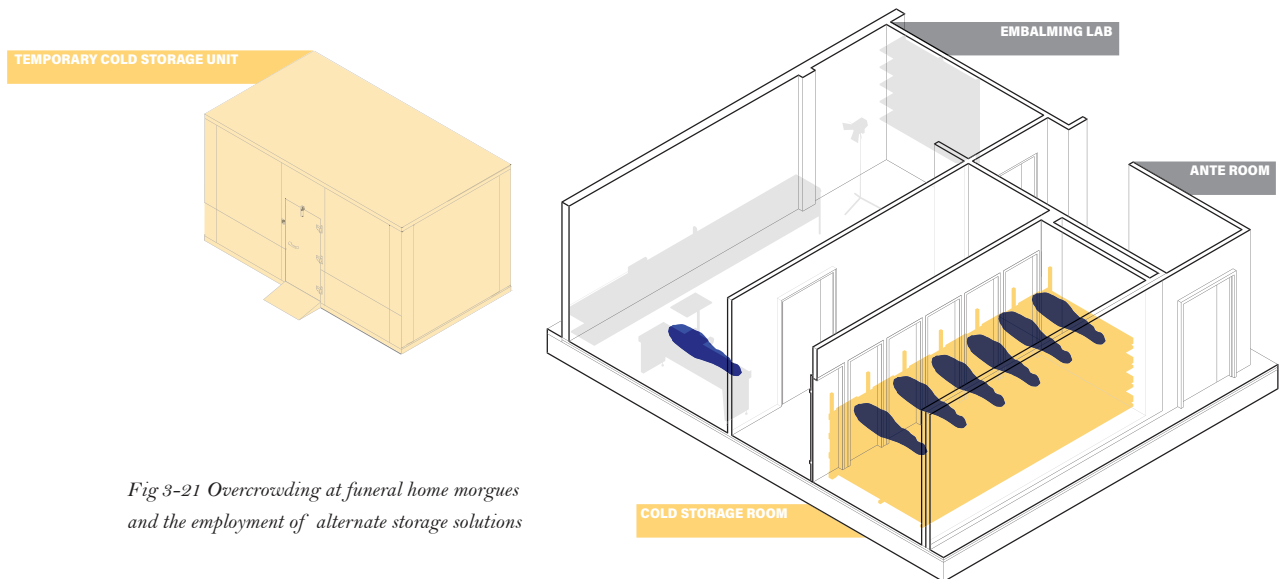 TEMPORARY COLD STORAGE UNIT
EMBALMING LAB
ANTE ROOM
COLD STORAGE ROOM
Fig 3-21 Overcrowding at funeral home morgues
and the employment of alternate storage solutions